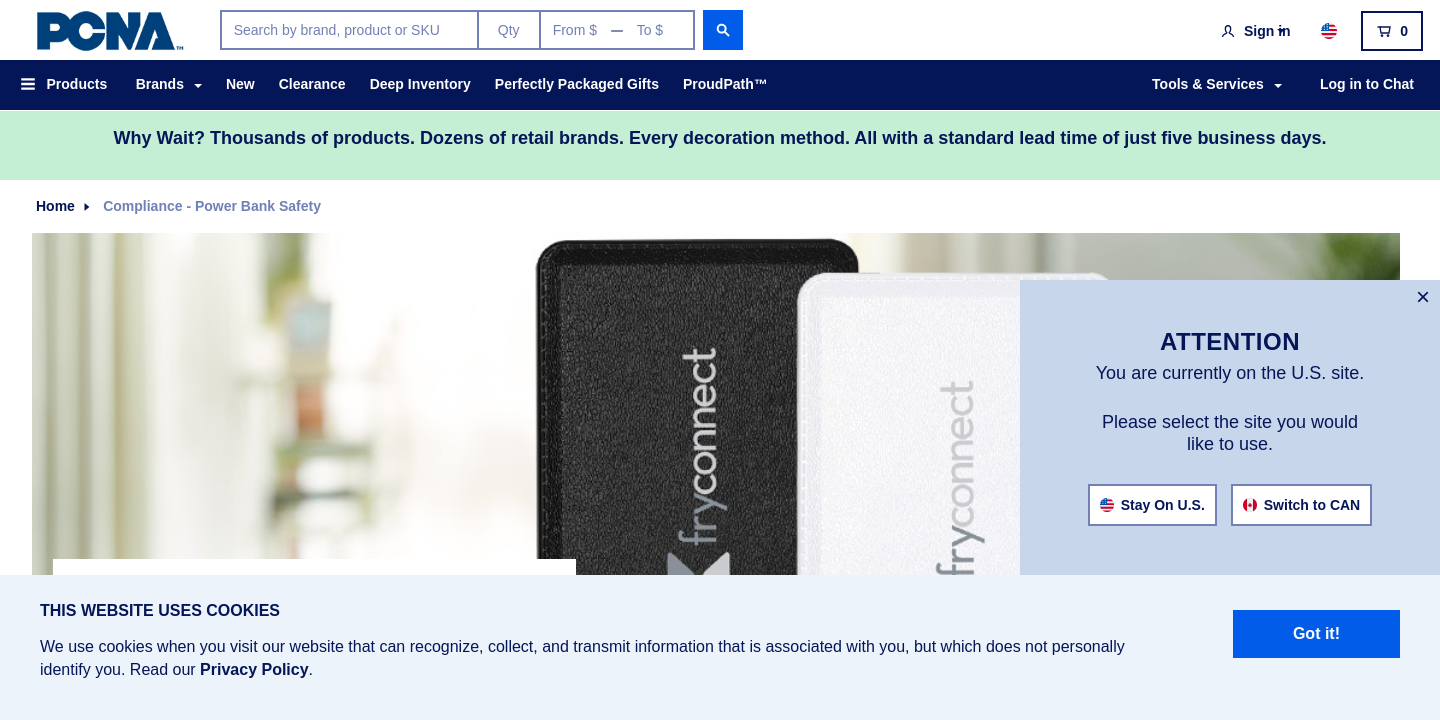 PCNA™
Search by brand, product or SKU
Qty
From $ — To $
Sign in
0
Products
Brands
New
Clearance
Deep Inventory
Perfectly Packaged Gifts
ProudPath™
Tools & Services
Log in to Chat
Why Wait? Thousands of products. Dozens of retail brands. Every decoration method. All with a standard lead time of just five business days.
Home
Compliance - Power Bank Safety
fryconnect
fryconnect
×
ATTENTION
You are currently on the U.S. site.
Please select the site you would
like to use.
Stay On U.S.
Switch to CAN
THIS WEBSITE USES COOKIES
We use cookies when you visit our website that can recognize, collect, and transmit information that is associated with you, but which does not personally
identify you. Read our Privacy Policy.
Got it!